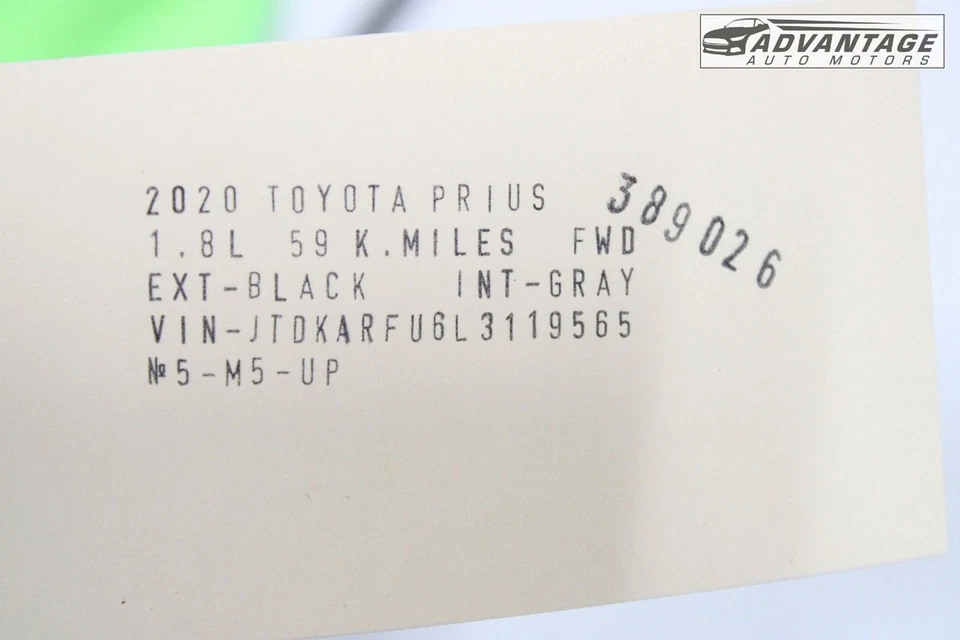 ADVANTAGE
AUTO MOTORS
2020 TOYOTA PRIUS
389026
1.8L 59 K.MILES FWD
EXT-BLACK INT-GRAY
VIN-JTDKARFU6L3119565
№5-M5-UP